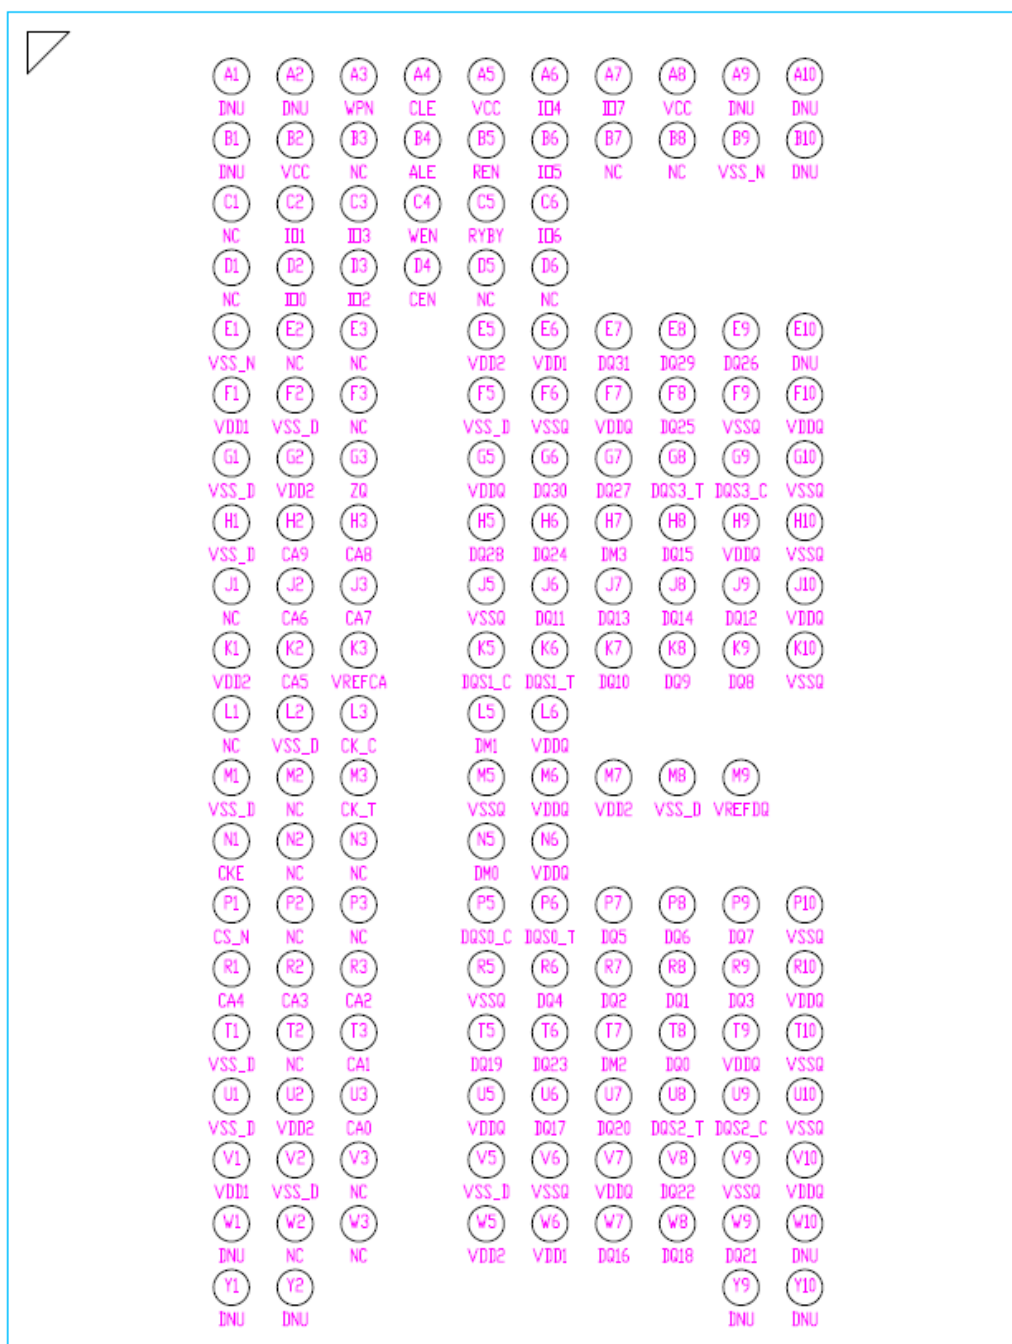 A1 A2 A3 A4 A5 A6 A7 A8 A9 A10
DNU DNU WPN CLE VCC IO4 IO7 VCC DNU DNU
B1 B2 B3 B4 B5 B6 B7 B8 B9 B10
DNU VCC NC ALE REN IO5 NC NC VSS_N DNU
C1 C2 C3 C4 C5 C6
NC IO1 IO3 WEN RYBY IO6
D1 D2 D3 D4 D5 D6
NC IO0 IO2 CEN NC NC
E1 E2 E3 E5 E6 E7 E8 E9 E10
VSS_N NC NC VDD2 VDD1 DQ31 DQ29 DQ26 DNU
F1 F2 F3 F5 F6 F7 F8 F9 F10
VDD1 VSS_D NC VSS_D VSSQ VDDQ DQ25 VSSQ VDDQ
G1 G2 G3 G5 G6 G7 G8 G9 G10
VSS_D VDD2 ZQ VDDQ DQ30 DQ27 DQS3_T DQS3_C VSSQ
H1 H2 H3 H5 H6 H7 H8 H9 H10
VSS_D CA9 CA8 DQ28 DQ24 DM3 DQ15 VDDQ VSSQ
J1 J2 J3 J5 J6 J7 J8 J9 J10
NC CA6 CA7 VSSQ DQ11 DQ13 DQ14 DQ12 VDDQ
K1 K2 K3 K5 K6 K7 K8 K9 K10
VDD2 CA5 VREFCA DQS1_C DQS1_T DQ10 DQ9 DQ8 VSSQ
L1 L2 L3 L5 L6
NC VSS_D CK_C DM1 VDDQ
M1 M2 M3 M5 M6 M7 M8 M9
VSS_D NC CK_T VSSQ VDDQ VDD2 VSS_D VREFDQ
N1 N2 N3 N5 N6
CKE NC NC DM0 VDDQ
P1 P2 P3 P5 P6 P7 P8 P9 P10
CS_N NC NC DQS0_C DQS0_T DQ5 DQ6 DQ7 VSSQ
R1 R2 R3 R5 R6 R7 R8 R9 R10
CA4 CA3 CA2 VSSQ DQ4 DQ2 DQ1 DQ3 VDDQ
T1 T2 T3 T5 T6 T7 T8 T9 T10
VSS_D NC CA1 DQ19 DQ23 DM2 DQ0 VDDQ VSSQ
U1 U2 U3 U5 U6 U7 U8 U9 U10
VSS_D VDD2 CA0 VDDQ DQ17 DQ20 DQS2_T DQS2_C VSSQ
V1 V2 V3 V5 V6 V7 V8 V9 V10
VDD1 VSS_D NC VSS_D VSSQ VDDQ DQ22 VSSQ VDDQ
W1 W2 W3 W5 W6 W7 W8 W9 W10
DNU NC NC VDD2 VDD1 DQ16 DQ18 DQ21 DNU
Y1 Y2 Y9 Y10
DNU DNU DNU DNU